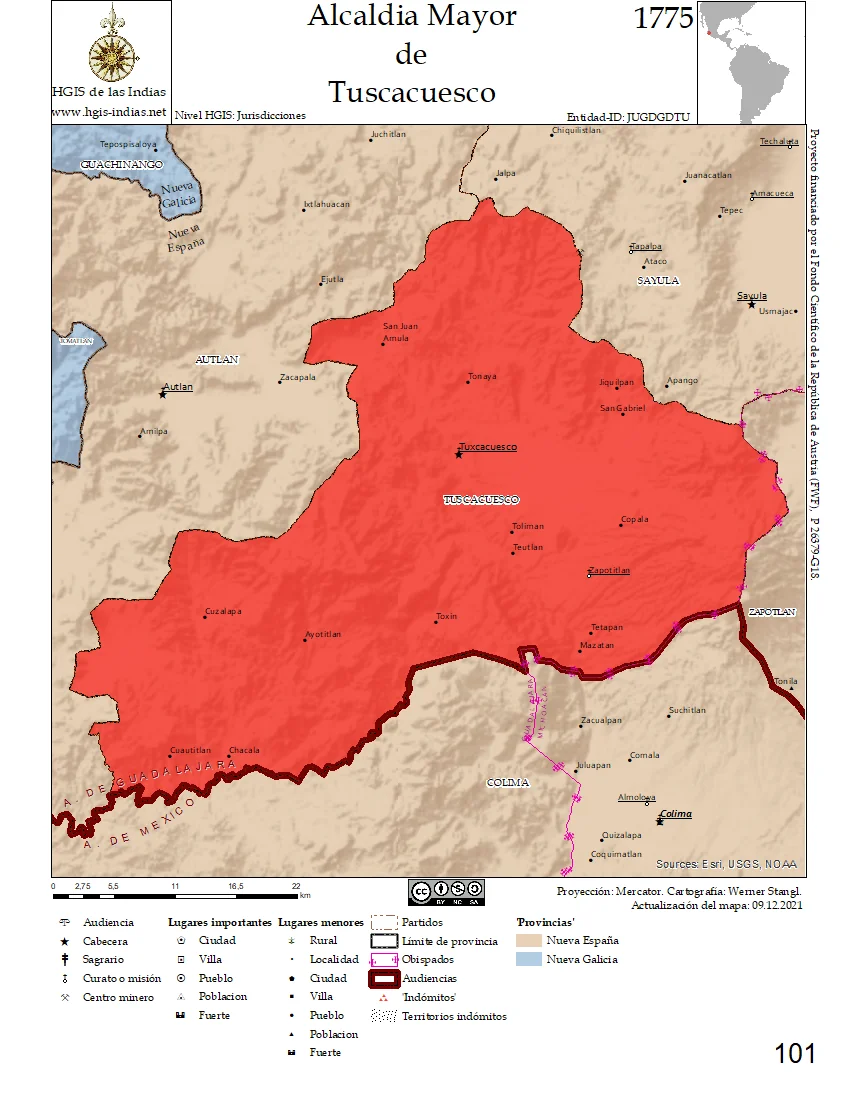 Alcaldia Mayor
de
Tuscacuesco
1775
HGIS de las Indias
www.hgis-indias.net
Nivel HGIS: Jurisdicciones
Entidad-ID: JUGDGDTU
Juchitlan
Chiquilistlan
Techaluta
Tepospisaloya
GUACHINANGO
Jalpa
Juanacatlan
Nueva
Galicia
Amacueca
Ixtlahuacan
Tepec
Nueva
España
Tapalpa
Ataco
SAYULA
Ejutla
Sayula
Usmajac
San Juan
Amula
TOMATLAN
AUTLAN
Zacapala
Autlan
Tonaya
Jiquilpan
Apango
San Gabriel
Amilpa
Tuxcacuesco
TUSCACUESCO
Copala
Toliman
Teutlan
Zapotitlan
Cuzalapa
Toxin
ZAPOTLAN
Ayotitlan
Tetapan
Mazatan
Tonila
GUADALAJARA
MICHOACÁN
Suchitlan
Zacualpan
Cuautitlan
Chacala
Comala
Juluapan
A. DE GUADALAJARA
COLIMA
A. DE MEXICO
Almoloya
Colima
Quizalapa
Coquimatlan
Sources: Esri, USGS, NOAA
Proyecto financiado por el Fondo Científico de la República de Austria (FWF), P 26379-G18.
0 2,75 5,5 11 16,5 22
km
CC BY NC SA
Proyección: Mercator. Cartografía: Werner Stangl.
Actualización del mapa: 09.12.2021
Audiencia
Cabecera
Sagrario
Curato o misión
Centro minero
Lugares importantes
Ciudad
Villa
Pueblo
Poblacion
Fuerte
Lugares menores
Rural
Localidad
Ciudad
Villa
Pueblo
Poblacion
Fuerte
Partidos
Límite de provincia
Obispados
Audiencias
'Indómitos'
Territorios indómitos
'Provincias'
Nueva España
Nueva Galicia
101